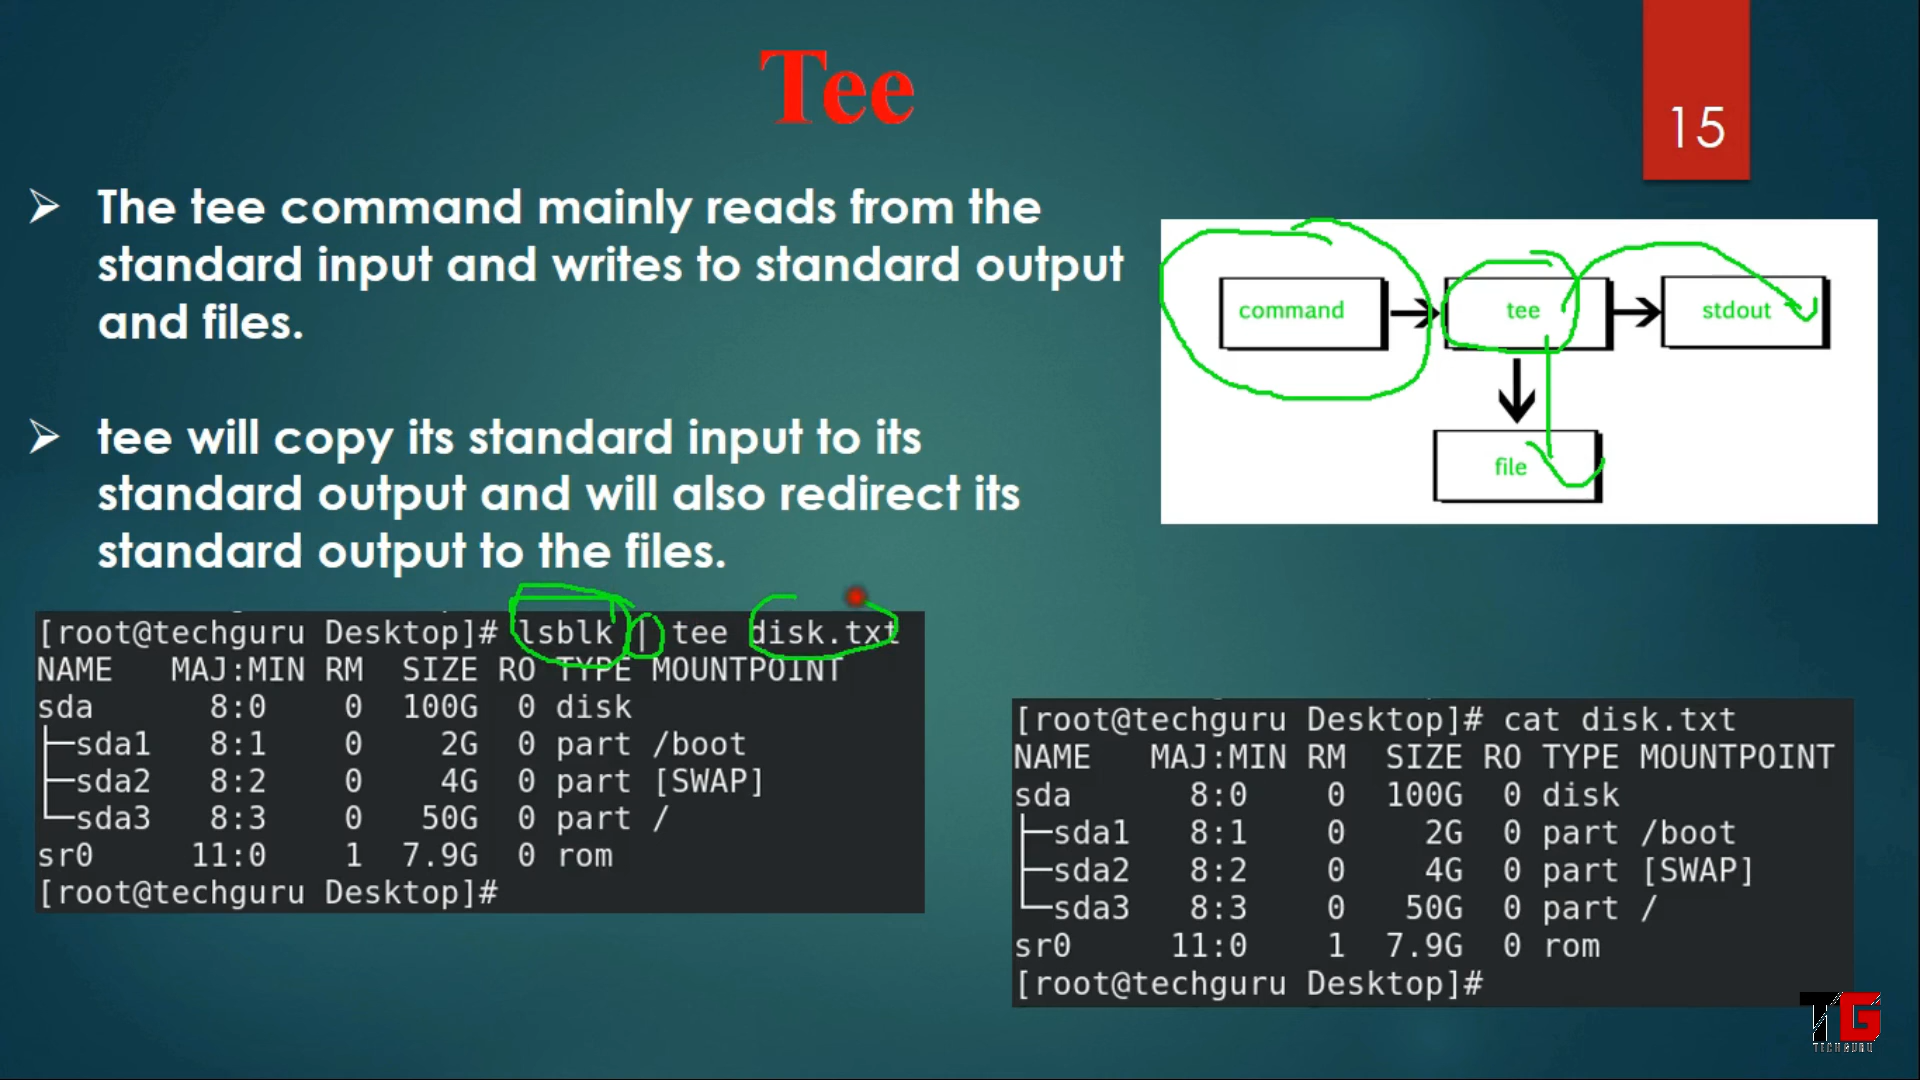 Tee
15
The tee command mainly reads from the
standard input and writes to standard output
and files.
tee will copy its standard input to its
standard output and will also redirect its
standard output to the files.
command
tee
stdout
file
[root@techguru Desktop]# lsblk | tee disk.txt
NAME MAJ:MIN RM SIZE RO TYPE MOUNTPOINT
sda 8:0 0 100G 0 disk
├─sda1 8:1 0 2G 0 part /boot
├─sda2 8:2 0 4G 0 part [SWAP]
└─sda3 8:3 0 50G 0 part /
sr0 11:0 1 7.9G 0 rom
[root@techguru Desktop]#
[root@techguru Desktop]# cat disk.txt
NAME MAJ:MIN RM SIZE RO TYPE MOUNTPOINT
sda 8:0 0 100G 0 disk
├─sda1 8:1 0 2G 0 part /boot
├─sda2 8:2 0 4G 0 part [SWAP]
└─sda3 8:3 0 50G 0 part /
sr0 11:0 1 7.9G 0 rom
[root@techguru Desktop]#
TG
TECHGURU